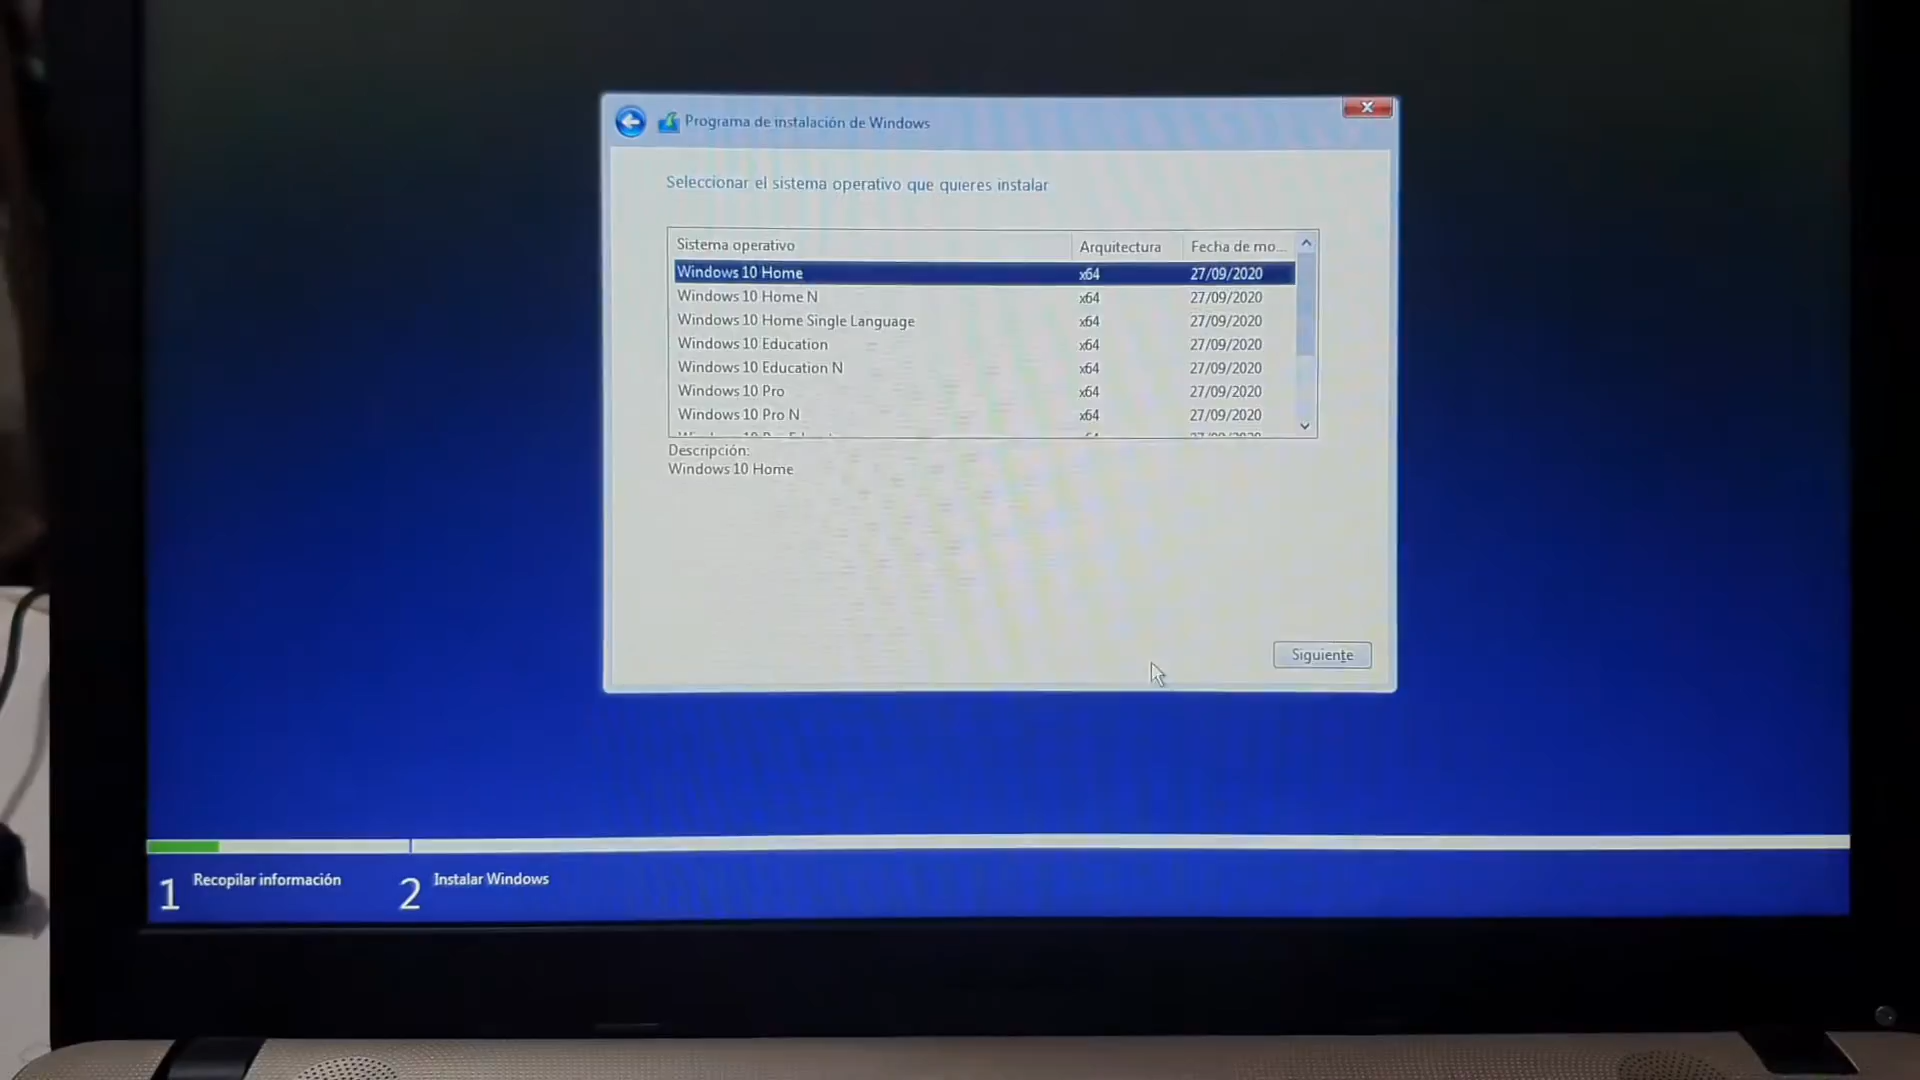 Programa de instalación de Windows
Seleccionar el sistema operativo que quieres instalar
Sistema operativo Arquitectura Fecha de mo...
Windows 10 Home x64 27/09/2020
Windows 10 Home N x64 27/09/2020
Windows 10 Home Single Language x64 27/09/2020
Windows 10 Education x64 27/09/2020
Windows 10 Education N x64 27/09/2020
Windows 10 Pro x64 27/09/2020
Windows 10 Pro N x64 27/09/2020
Descripción:
Windows 10 Home
Siguiente
1 Recopilar información 2 Instalar Windows